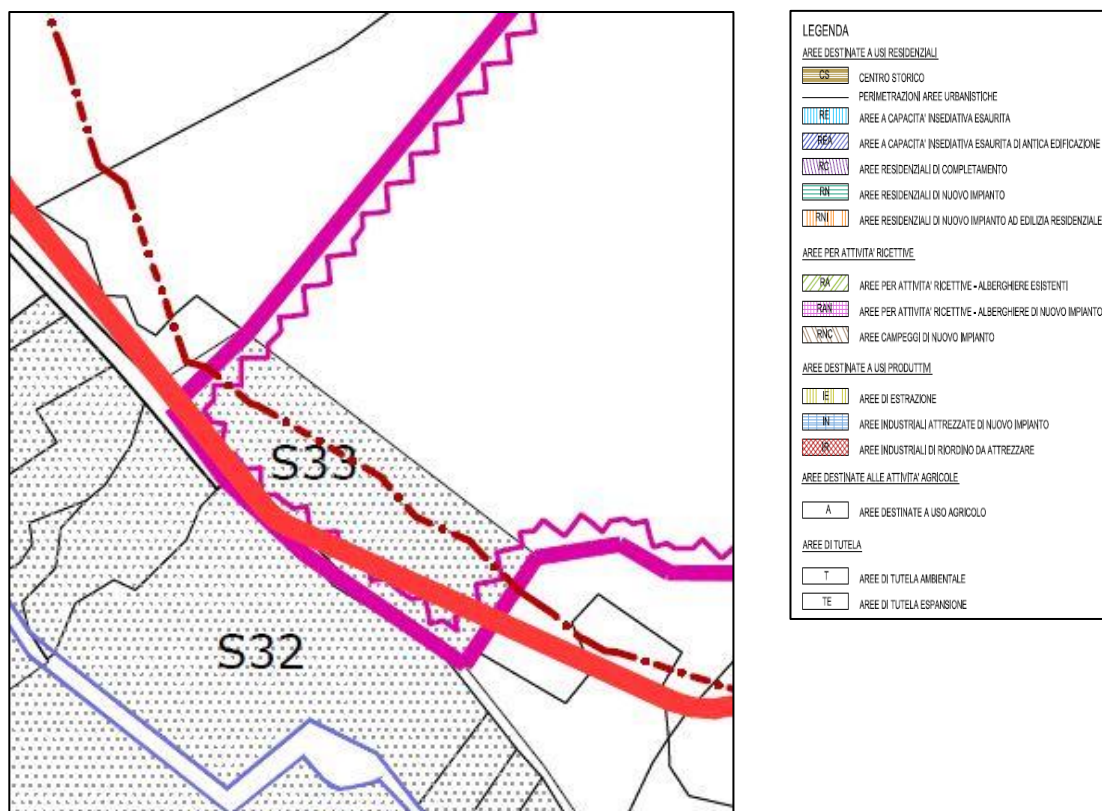 S33
S32
LEGENDA
AREE DESTINATE A USI RESIDENZIALI
CS CENTRO STORICO
PERIMETRAZIONI AREE URBANISTICHE
RE AREE A CAPACITA' INSEDIATIVA ESAURITA
REA AREE A CAPACITA' INSEDIATIVA ESAURITA DI ANTICA EDIFICAZIONE
RC AREE RESIDENZIALI DI COMPLETAMENTO
RN AREE RESIDENZIALI DI NUOVO IMPIANTO
RNI AREE RESIDENZIALI DI NUOVO IMPIANTO AD EDILIZIA RESIDENZIALE
AREE PER ATTIVITA' RICETTIVE
RA AREE PER ATTIVITA' RICETTIVE - ALBERGHIERE ESISTENTI
RAN AREE PER ATTIVITA' RICETTIVE - ALBERGHIERE DI NUOVO IMPIANTO
RNC AREE CAMPEGGI DI NUOVO IMPIANTO
AREE DESTINATE A USI PRODUTTIVI
IE AREE DI ESTRAZIONE
IN AREE INDUSTRIALI ATTREZZATE DI NUOVO IMPIANTO
IR AREE INDUSTRIALI DI RIORDINO DA ATTREZZARE
AREE DESTINATE ALLE ATTIVITA' AGRICOLE
A AREE DESTINATE A USO AGRICOLO
AREE DI TUTELA
T AREE DI TUTELA AMBIENTALE
TE AREE DI TUTELA ESPANSIONE